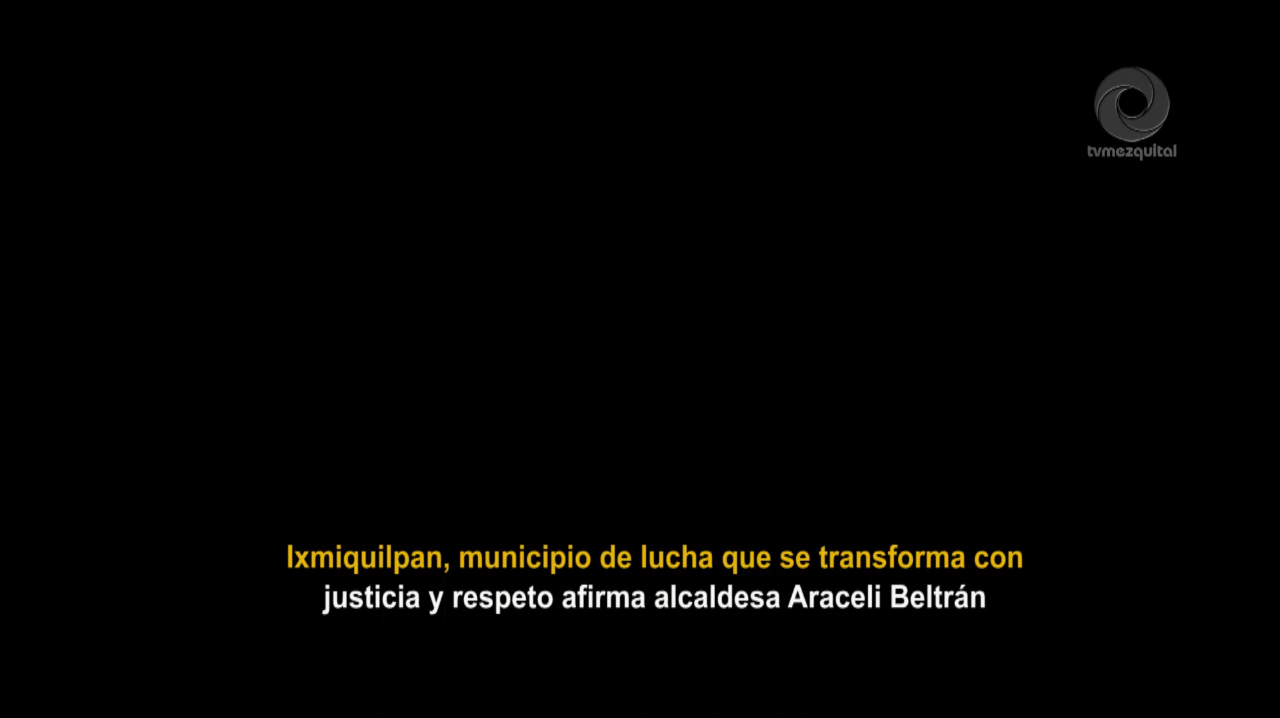 tvmezquital
Ixmiquilpan, municipio de lucha que se transforma con
justicia y respeto afirma alcaldesa Araceli Beltrán